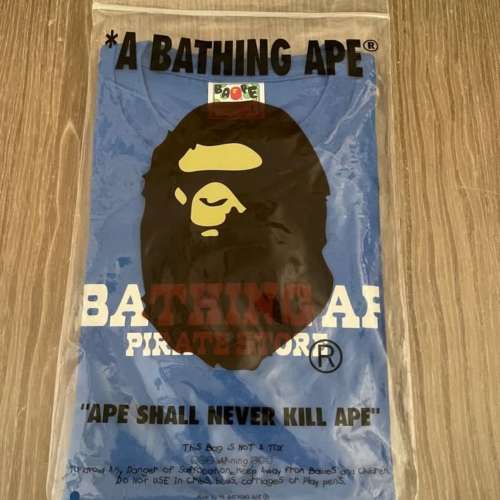 *A BATHING APE®
BAPE
BATHING AP
PIRATE STORE
®
"APE SHALL NEVER KILL APE"
THIS BAG IS NOT A TOY
Warning
To avoid Any Danger of Suffocation, Keep Away from Babies and Children
DO NOT USE IN CRIBS, beds, carriages or Play pens.